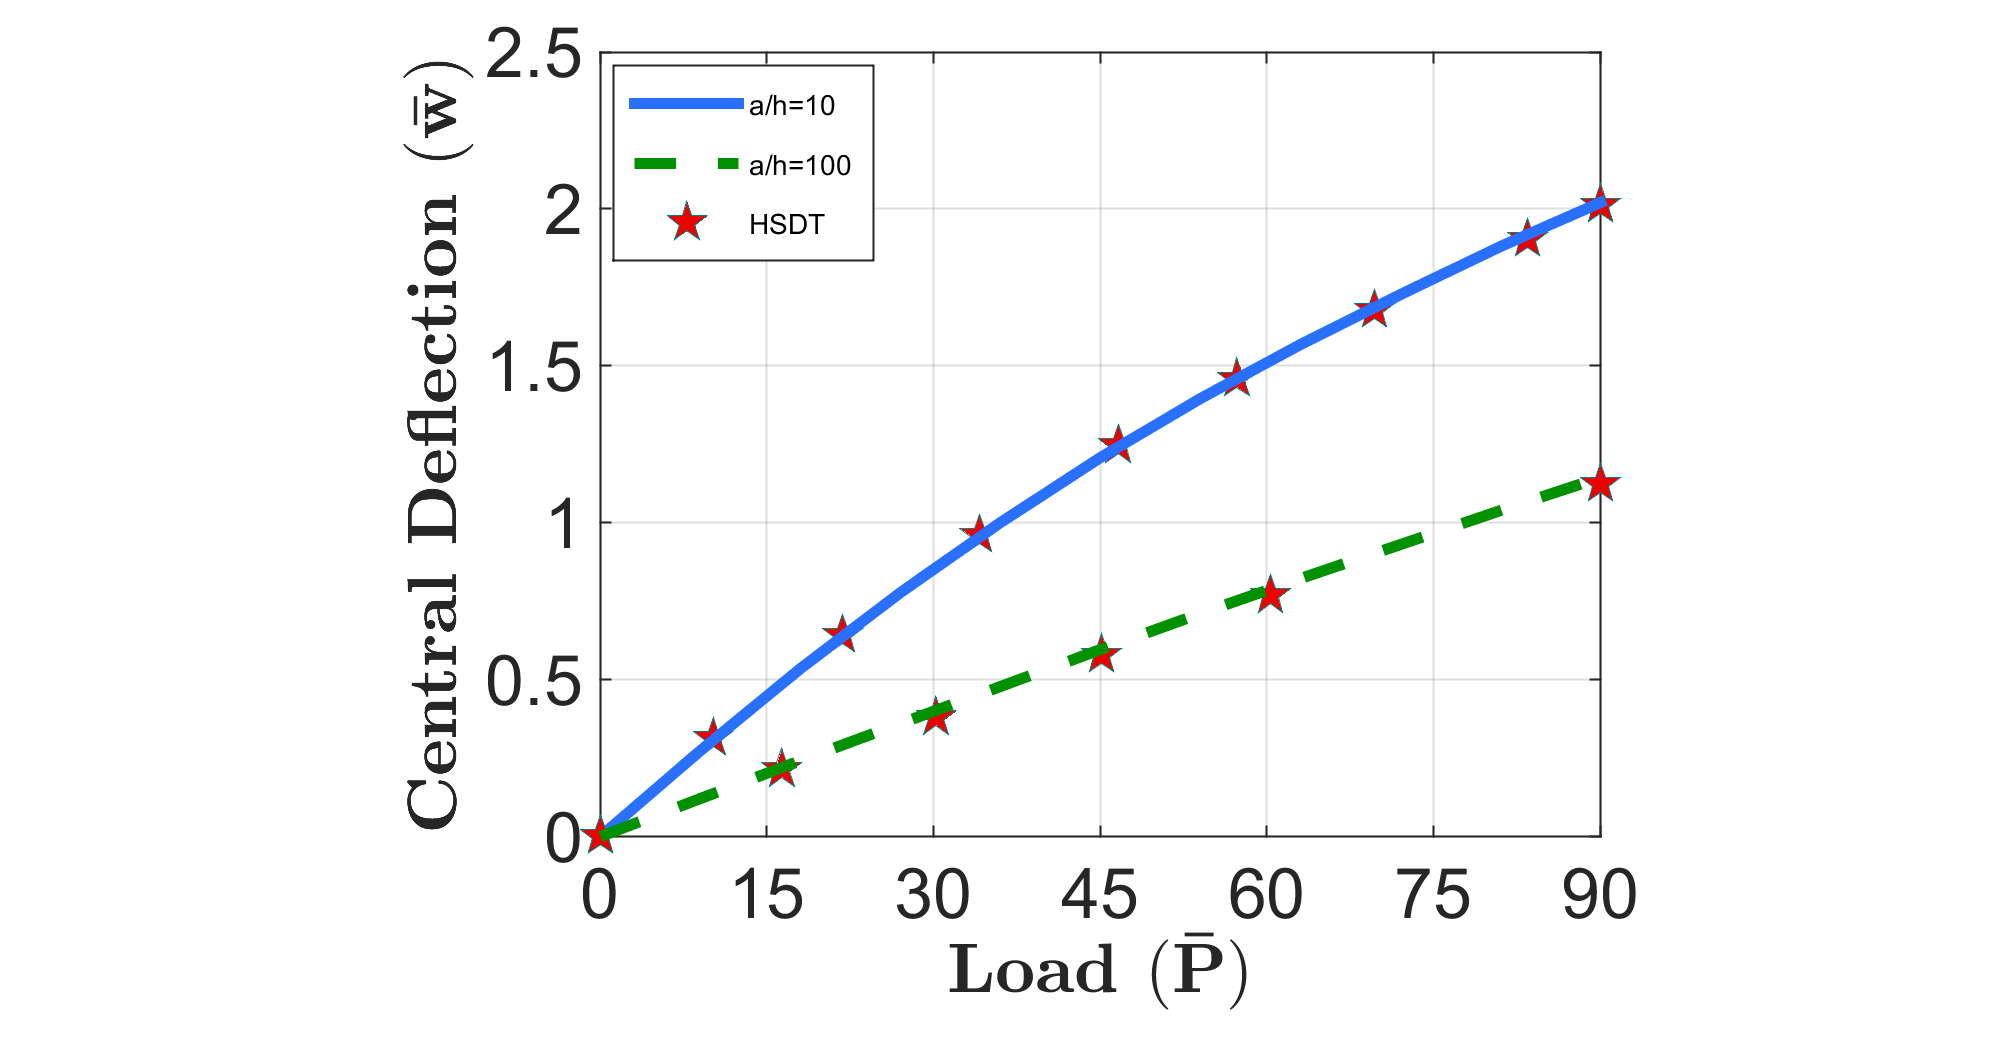 2.5
2
1.5
1
0.5
0
Central Deflection (w̄)
a/h=10
a/h=100
HSDT
0 15 30 45 60 75 90
Load (P̄)